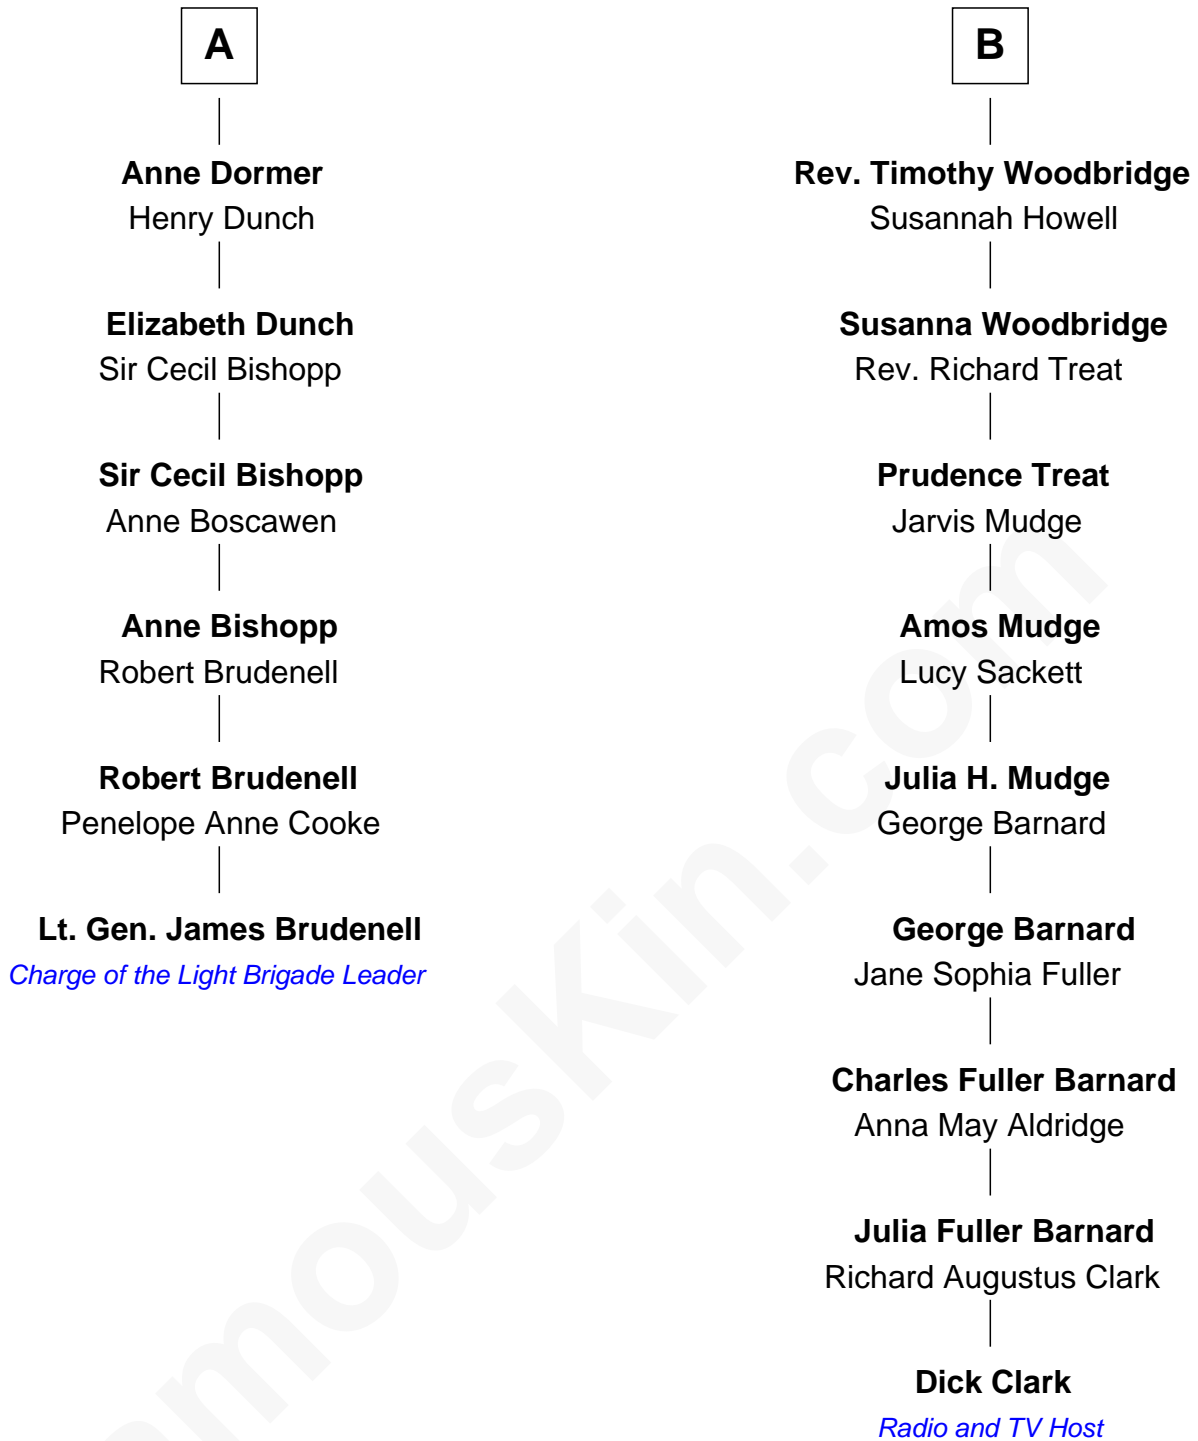 A
Anne Dormer
Henry Dunch
Elizabeth Dunch
Sir Cecil Bishopp
Sir Cecil Bishopp
Anne Boscawen
Anne Bishopp
Robert Brudenell
Robert Brudenell
Penelope Anne Cooke
Lt. Gen. James Brudenell
Charge of the Light Brigade Leader
B
Rev. Timothy Woodbridge
Susannah Howell
Susanna Woodbridge
Rev. Richard Treat
Prudence Treat
Jarvis Mudge
Amos Mudge
Lucy Sackett
Julia H. Mudge
George Barnard
George Barnard
Jane Sophia Fuller
Charles Fuller Barnard
Anna May Aldridge
Julia Fuller Barnard
Richard Augustus Clark
Dick Clark
Radio and TV Host
amouskin.com